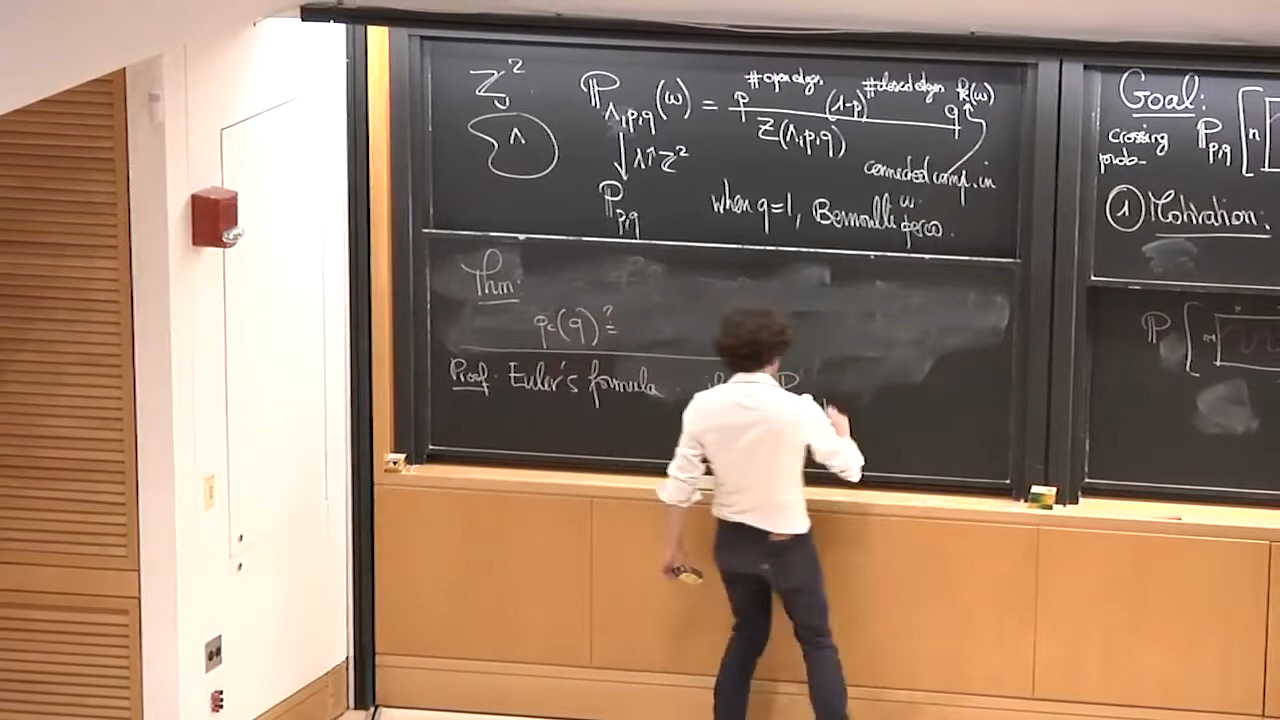 ℤ²
Λ
ℙ_{Λ,p,q}(ω) = p^{#open edges} (1-p)^{#closed edges} q^{k(ω)} / Z(Λ,p,q)
↓ Λ↑ℤ²
ℙ_{p,q}
connected comp. in ω.
when q=1, Bernoulli perco.
Thm:
p_c(q) ?=
Proof. Euler's formula.
Goal:
crossing prob. ℙ_{p,q} [ n
① Motivation:
ℙ [